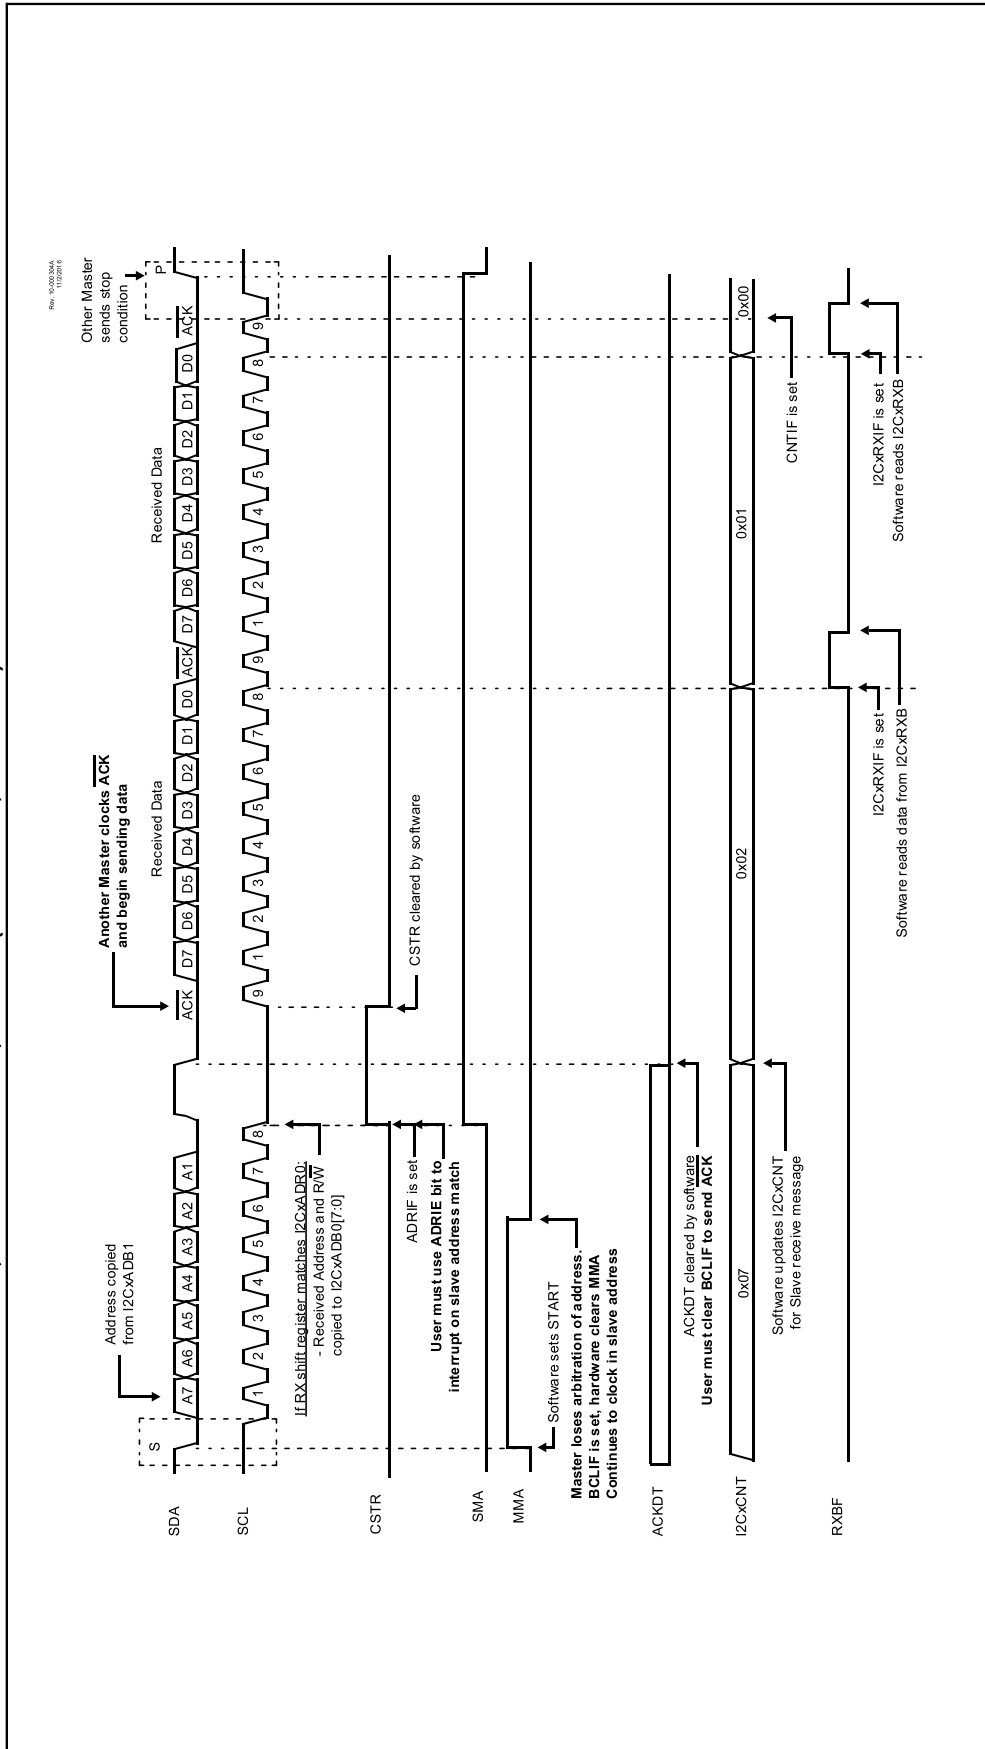 Rev. 10-000304A
11/2/2016
Address copied
from I2CxADB1
Another Master clocks ACK
and begin sending data
Other Master
sends stop
condition
Received Data
Received Data
SDA
S
A7 A6 A5 A4 A3 A2 A1
ACK
D7 D6 D5 D4 D3 D2 D1 D0
ACK
D7 D6 D5 D4 D3 D2 D1 D0
ACK
P
SCL
1 2 3 4 5 6 7 8
9
1 2 3 4 5 6 7 8 9
1 2 3 4 5 6 7 8 9
If RX shift register matches I2CxADR0:
- Received Address and R/W
copied to I2CxADB0[7:0]
CSTR
ADRIF is set
CSTR cleared by software
User must use ADRIE bit to
interrupt on slave address match
SMA
MMA
Software sets START
Master loses arbitration of address.
BCLIF is set, hardware clears MMA
Continues to clock in slave address
ACKDT
ACKDT cleared by software
User must clear BCLIF to send ACK
I2CxCNT
0x07
0x02
0x01
0x00
Software updates I2CxCNT
for Slave receive message
CNTIF is set
RXBF
I2CxRXIF is set
Software reads data from I2CxRXB
I2CxRXIF is set
Software reads I2CxRXB